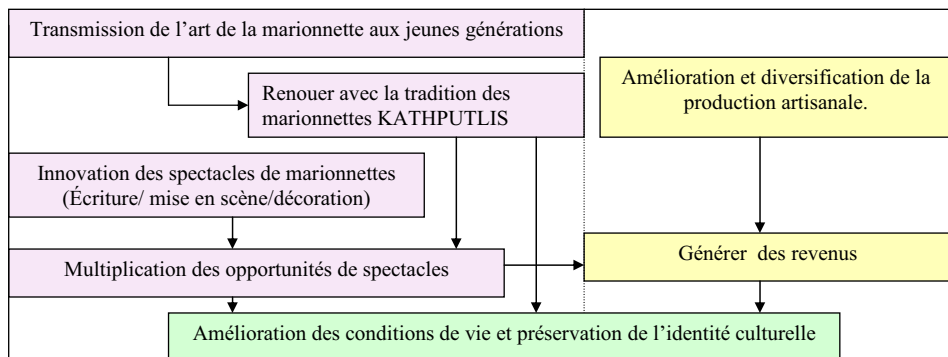 Transmission de l’art de la marionnette aux jeunes générations
Renouer avec la tradition des
marionnettes KATHPUTLIS
Amélioration et diversification de la
production artisanale.
Innovation des spectacles de marionnettes
(Écriture/ mise en scène/décoration)
Multiplication des opportunités de spectacles
Générer des revenus
Amélioration des conditions de vie et préservation de l’identité culturelle